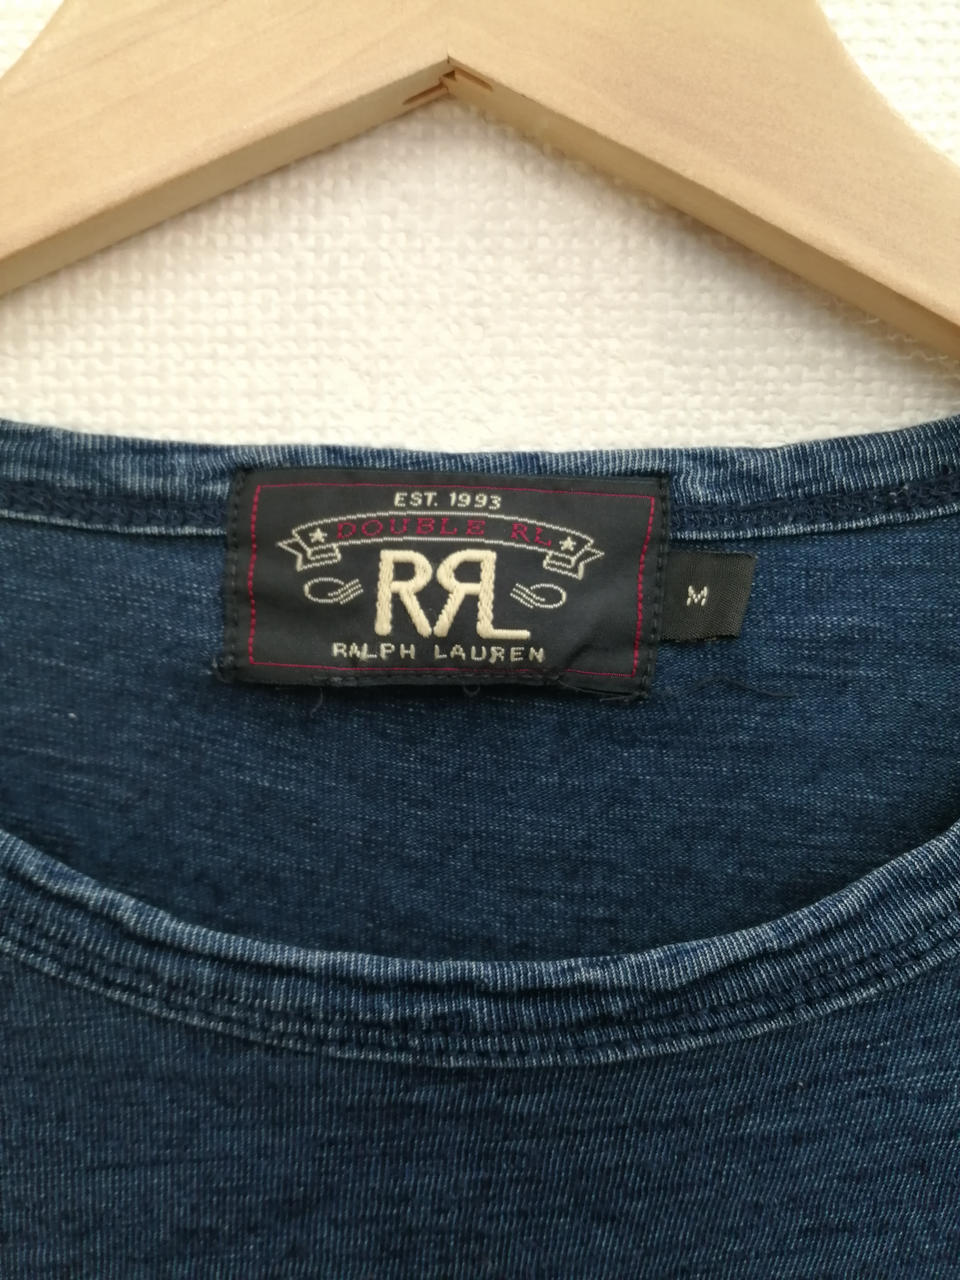 EST. 1993
DOUBLE RL
RRL
RALPH LAUREN
M